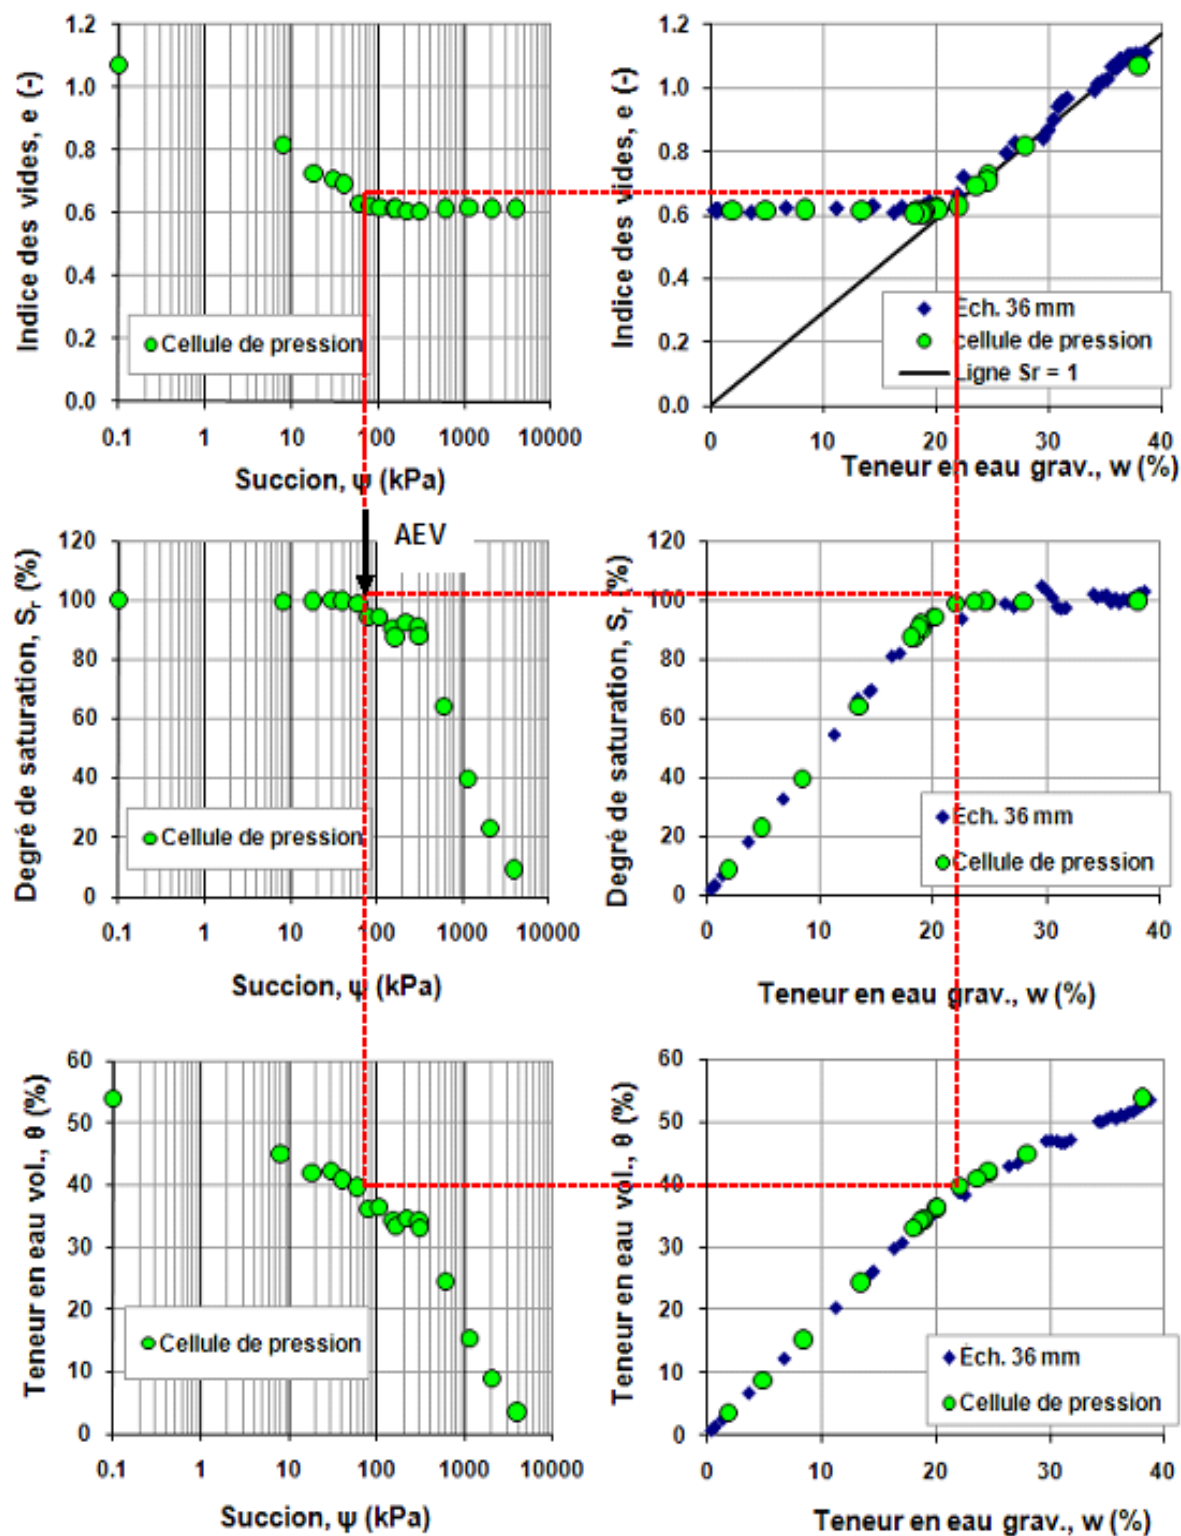 Indice des vides, e (-)
1.2
1.0
0.8
0.6
0.4
0.2
0.0
Cellule de pression
0.1 1 10 100 1000 10000
Succion, ψ (kPa)
Indice des vides, e (-)
1.2
1.0
0.8
0.6
0.4
0.2
0.0
Éch. 36 mm
cellule de pression
Ligne Sr = 1
0 10 20 30 40
Teneur en eau grav., w (%)
Degré de saturation, Sr (%)
120
100
80
60
40
20
0
AEV
Cellule de pression
0.1 1 10 100 1000 10000
Succion, ψ (kPa)
Degré de saturation, Sr (%)
120
100
80
60
40
20
0
Éch. 36 mm
Cellule de pression
0 10 20 30 40
Teneur en eau grav., w (%)
Teneur en eau vol., θ (%)
60
50
40
30
20
10
0
Cellule de pression
0.1 1 10 100 1000 10000
Succion, ψ (kPa)
Teneur en eau vol., θ (%)
60
50
40
30
20
10
0
Éch. 36 mm
Cellule de pression
0 10 20 30 40
Teneur en eau grav., w (%)